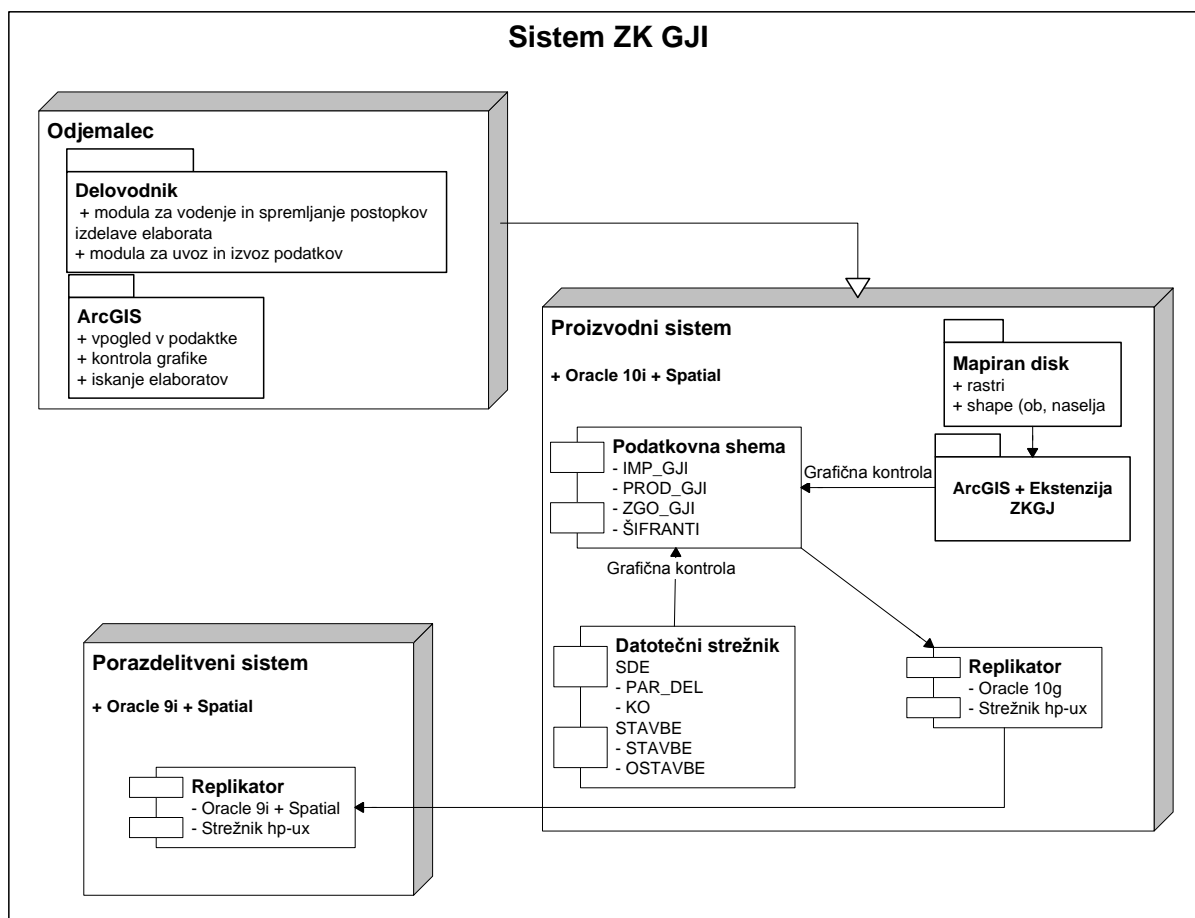 Sistem ZK GJI
Odjemalec
Delovodnik
+ modula za vodenje in spremljanje postopkov
izdelave elaborata
+ modula za uvoz in izvoz podatkov
ArcGIS
+ vpogled v podaktke
+ kontrola grafike
+ iskanje elaboratov
Proizvodni sistem
+ Oracle 10i + Spatial
Mapiran disk
+ rastri
+ shape (ob, naselja
Podatkovna shema
- IMP_GJI
- PROD_GJI
- ZGO_GJI
- ŠIFRANTI
Grafična kontrola
ArcGIS + Ekstenzija
ZKGJ
Grafična kontrola
Datotečni strežnik
SDE
- PAR_DEL
- KO
STAVBE
- STAVBE
- OSTAVBE
Replikator
- Oracle 10g
- Strežnik hp-ux
Porazdelitveni sistem
+ Oracle 9i + Spatial
Replikator
- Oracle 9i + Spatial
- Strežnik hp-ux